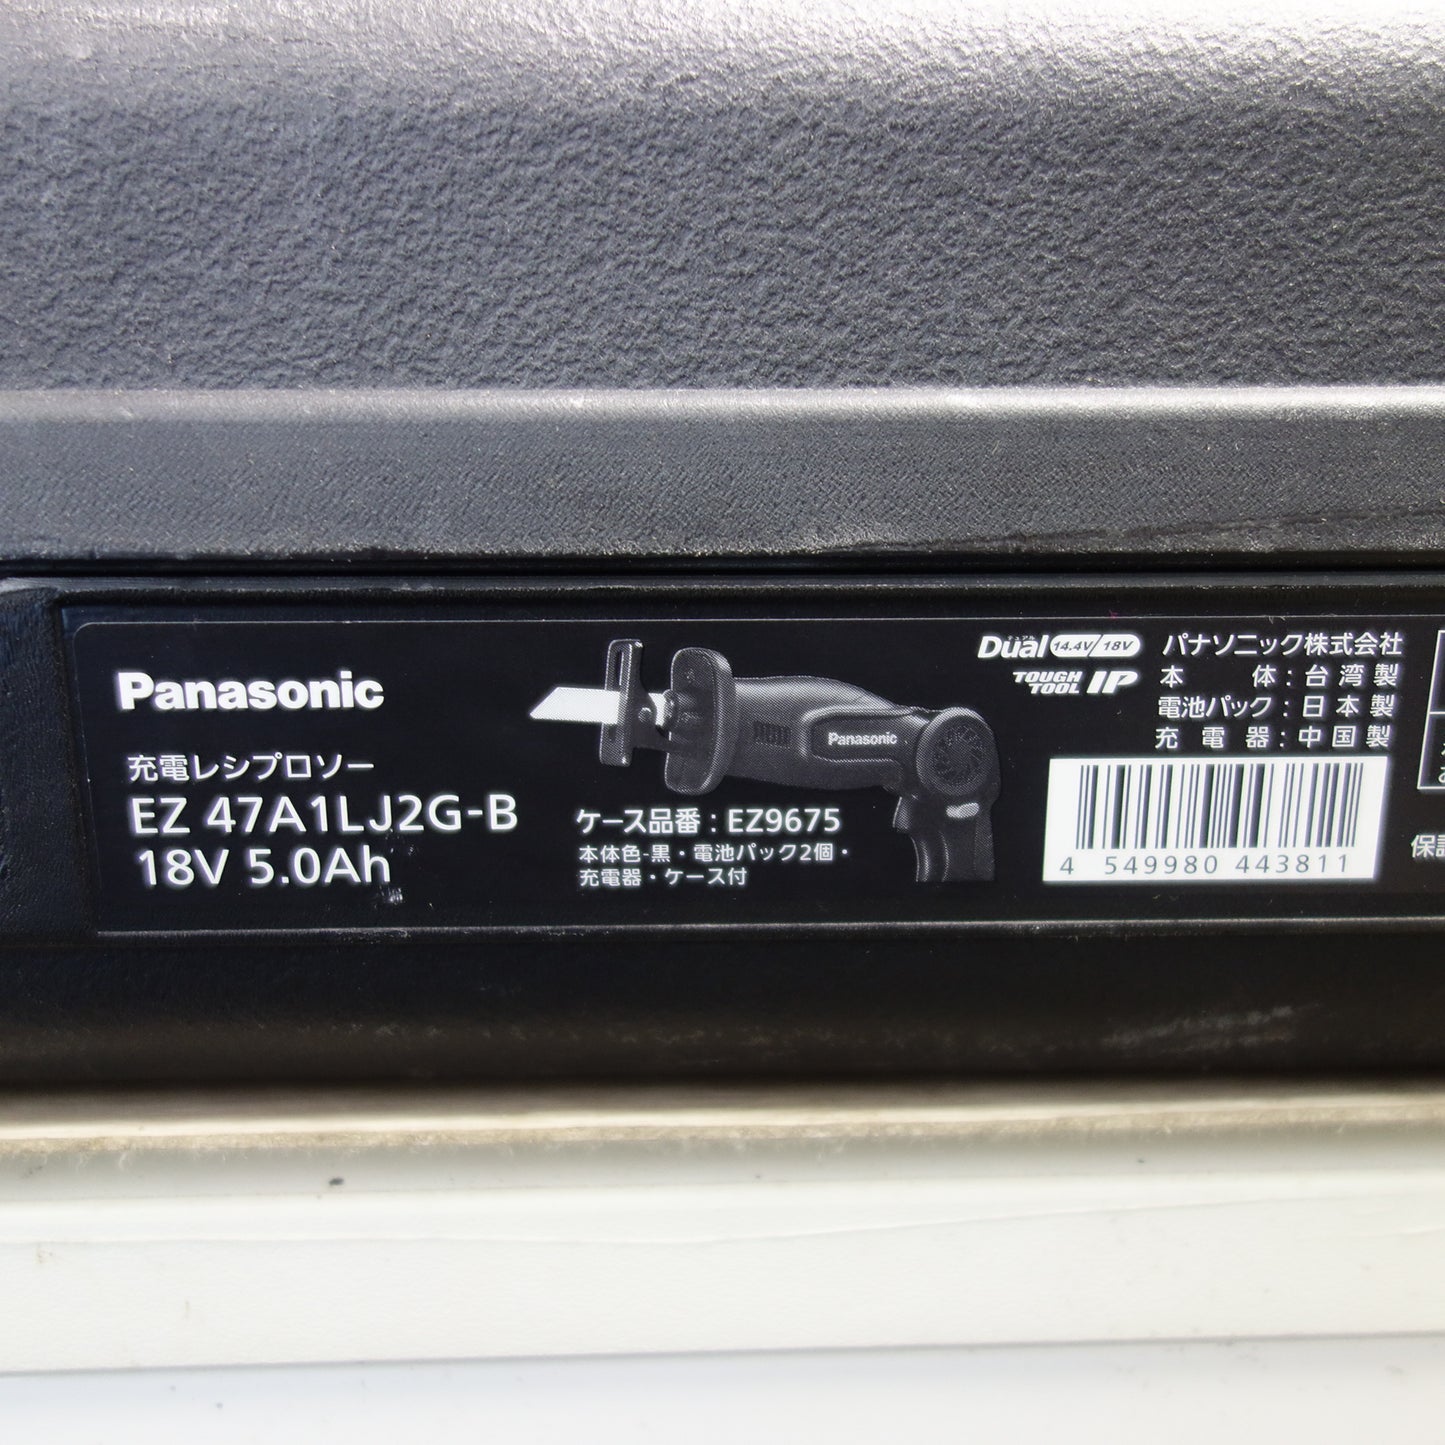 Panasonic
充電レシプロソー
EZ 47A1LJ2G-B
18V 5.0Ah
Panasonic
ケース品番:EZ9675
本体色-黒・電池パック2個・
充電器・ケース付
デュアル
Dual 14.4V/18V
TOUGH TOOL IP
パナソニック株式会社
本体:台湾製
電池パック:日本製
充電器:中国製
4 549980 443811
保証